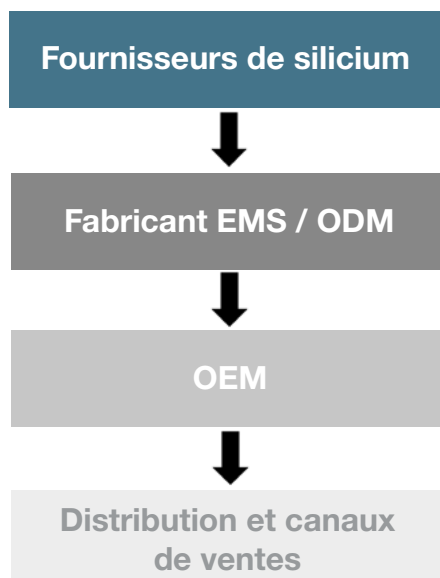 Fournisseurs de silicium
Fabricant EMS / ODM
OEM
Distribution et canaux
de ventes